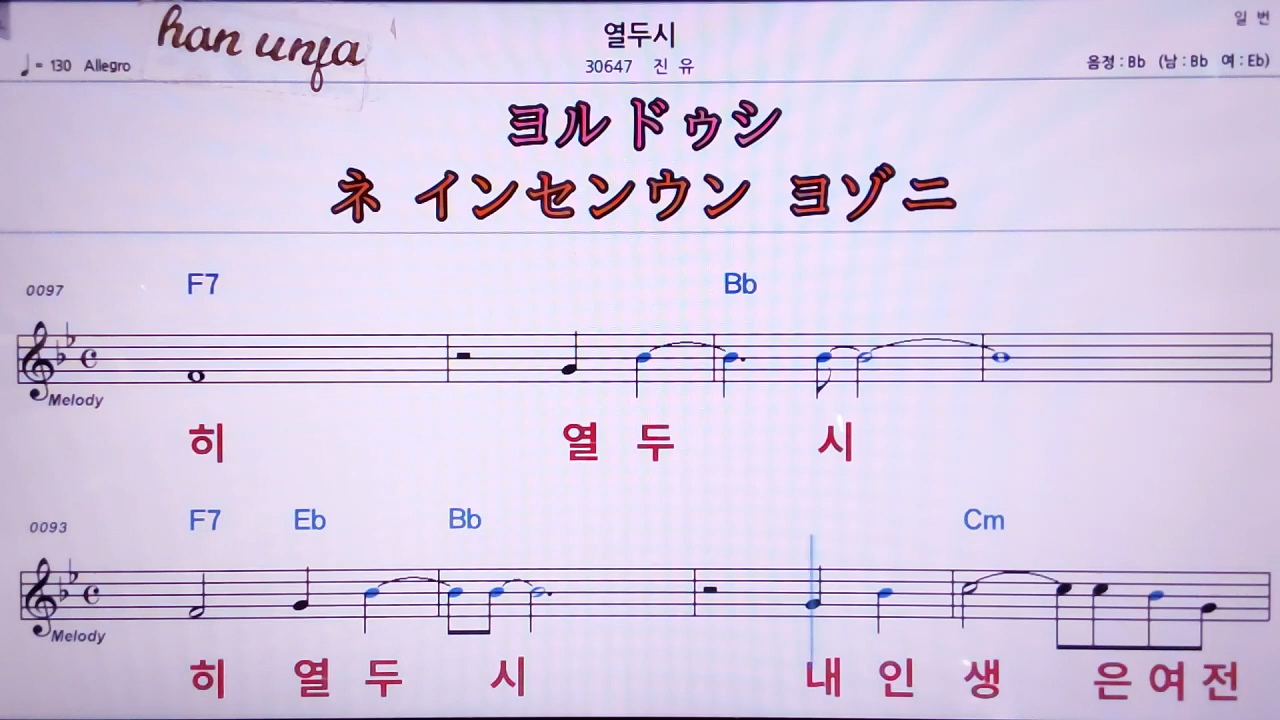 일 번
han unfa
열두시
♩= 130 Allegro
30647 진 유
음정 : Bb (남 : Bb 여 : Eb)
ヨルドゥシ
ネ インセンウン ヨゾニ
0097 F7 Bb
Melody
히 열 두 시
0093 F7 Eb Bb Cm
Melody
히 열 두 시 내 인 생 은 여 전